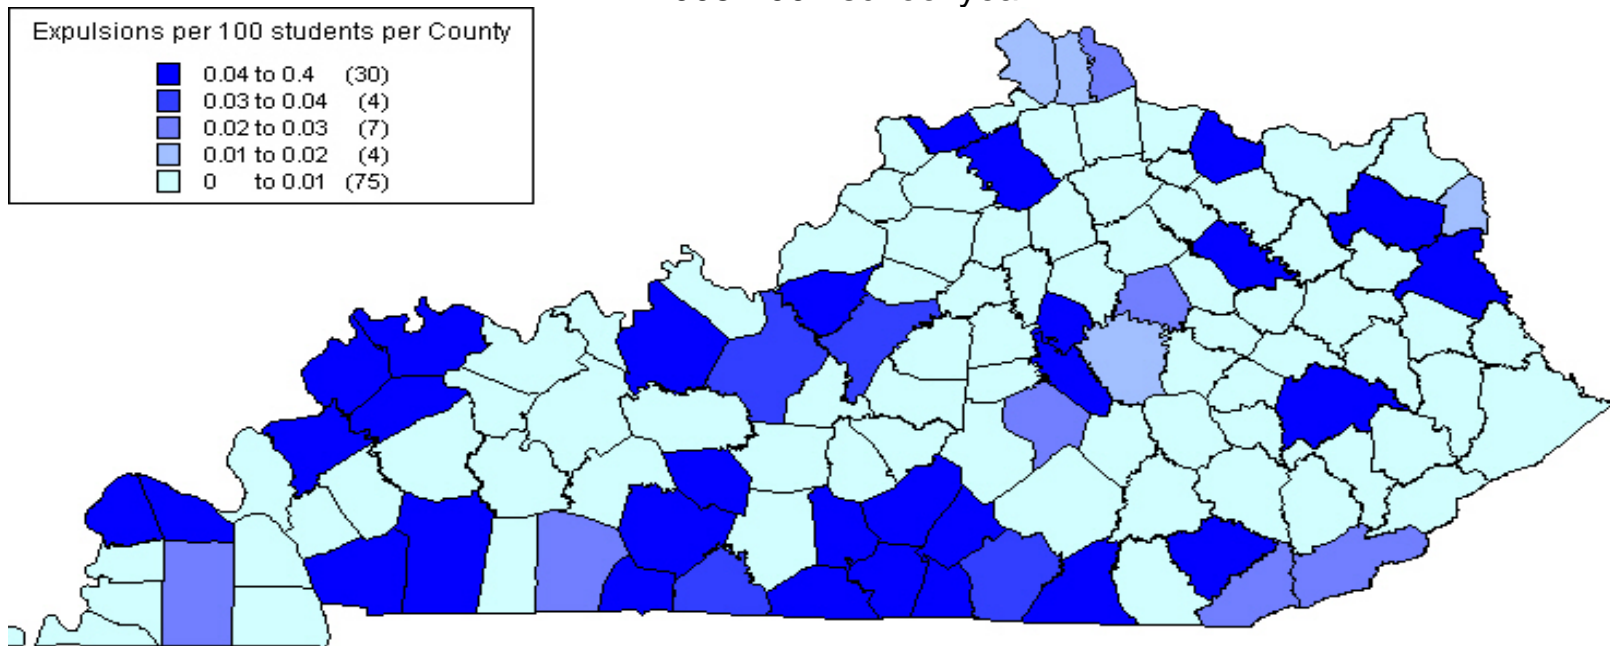 Expulsions per 100 students per County
0.04 to 0.4 (30)
0.03 to 0.04 (4)
0.02 to 0.03 (7)
0.01 to 0.02 (4)
0 to 0.01 (75)